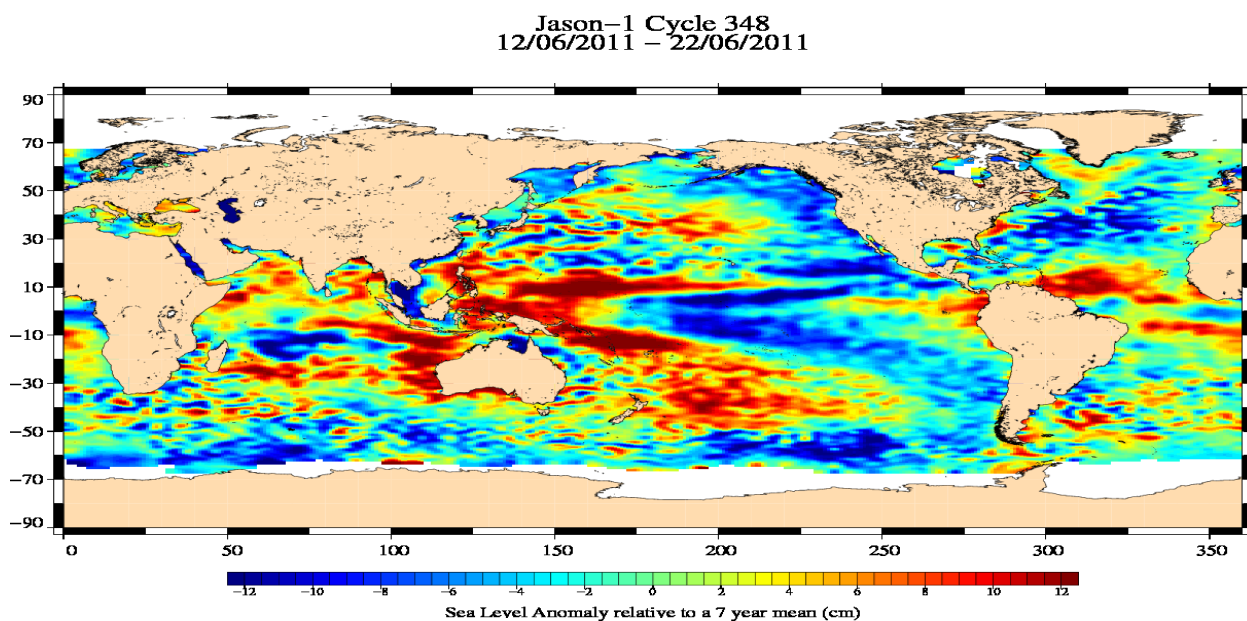 Jason-1 Cycle 348
12/06/2011 - 22/06/2011
90
70
50
30
10
-10
-30
-50
-70
-90
0 50 100 150 200 250 300 350
-12 -10 -8 -6 -4 -2 0 2 4 6 8 10 12
Sea Level Anomaly relative to a 7 year mean (cm)